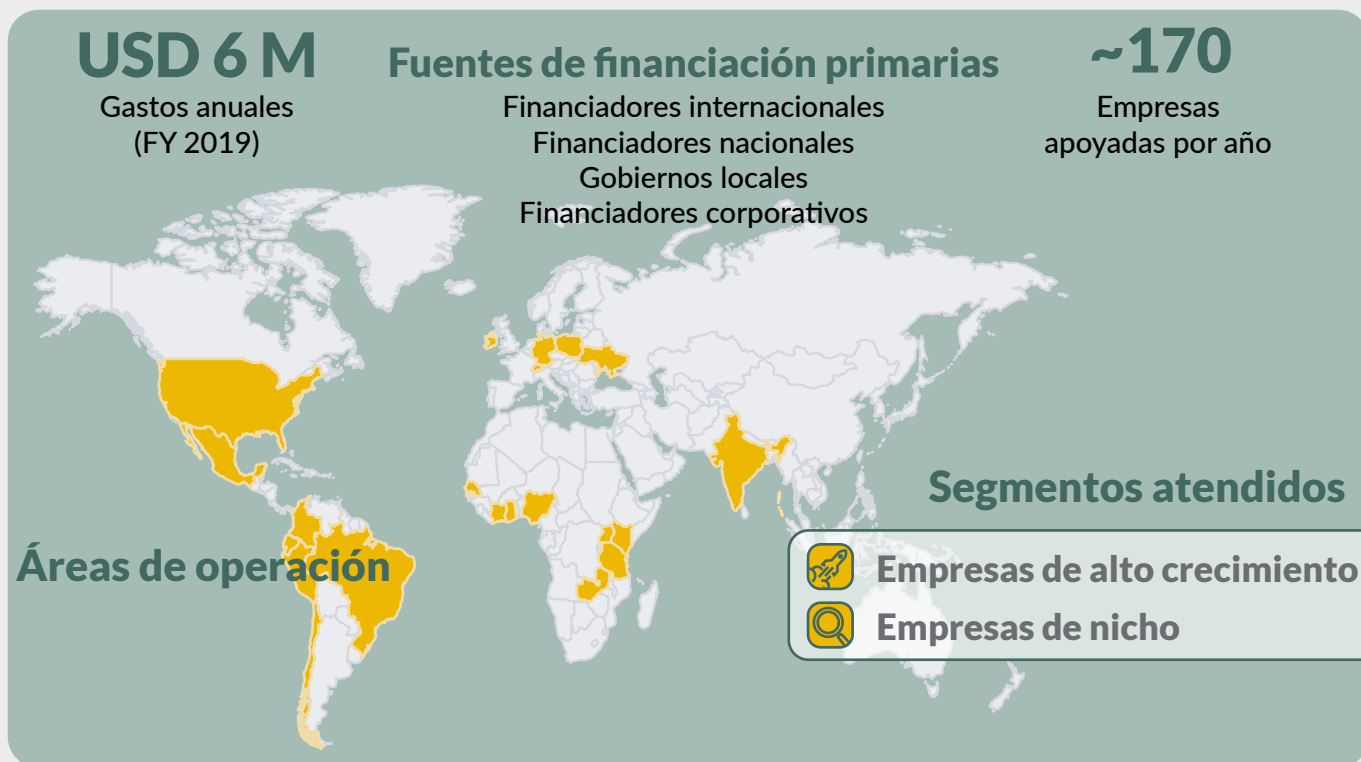 USD 6 M
Gastos anuales
(FY 2019)
Fuentes de financiación primarias
Financiadores internacionales
Financiadores nacionales
Gobiernos locales
Financiadores corporativos
~170
Empresas
apoyadas por año
Áreas de operación
Segmentos atendidos
Empresas de alto crecimiento
Empresas de nicho